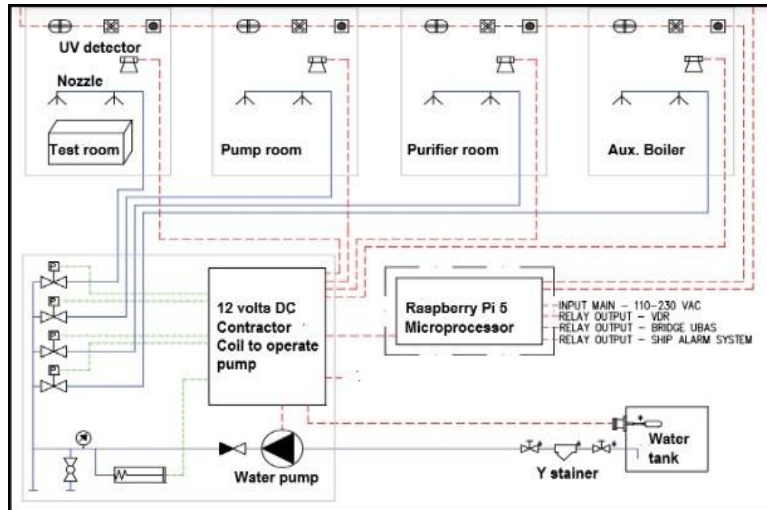 UV detector
Nozzle
Test room
Pump room
Purifier room
Aux. Boiler
P
P
P
P
12 volts DC
Contractor
Coil to operate
pump
Raspberry Pi 5
Microprocessor
INPUT MAIN - 110-230 VAC
RELAY OUTPUT - VDR
RELAY OUTPUT - BRIDGE UBAS
RELAY OUTPUT - SHIP ALARM SYSTEM
Water pump
Y stainer
Water
tank